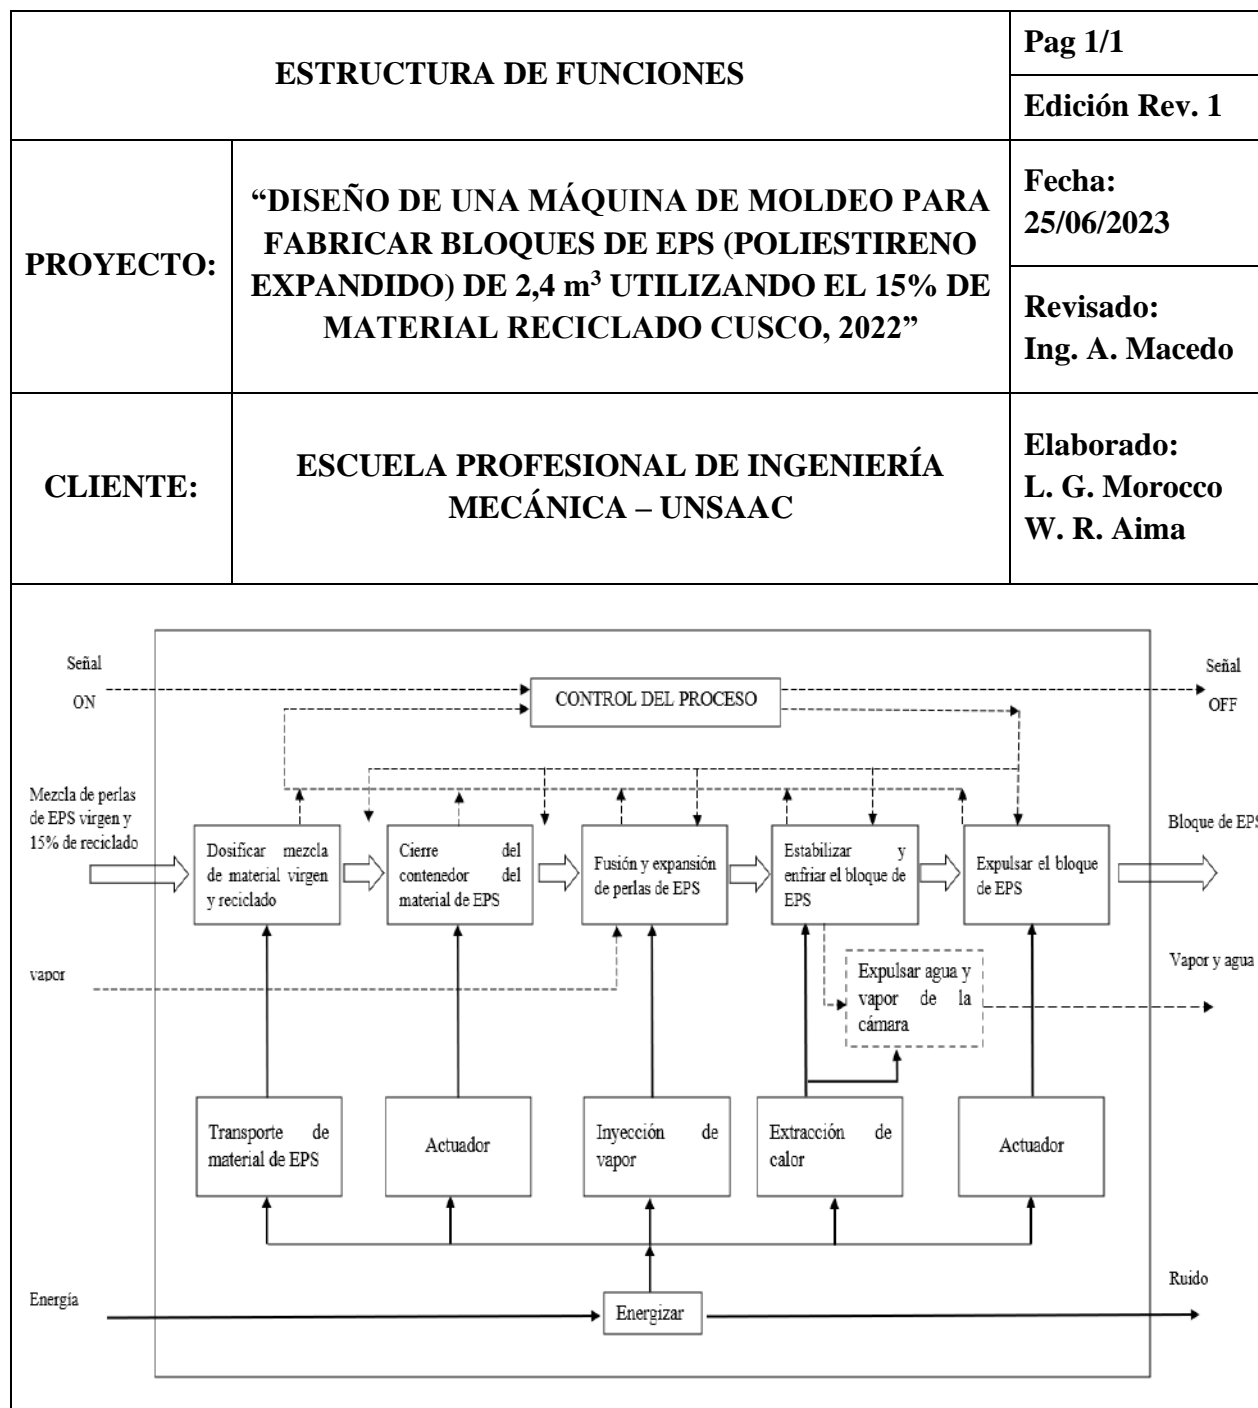 ESTRUCTURA DE FUNCIONES
Pag 1/1
Edición Rev. 1
PROYECTO:
“DISEÑO DE UNA MÁQUINA DE MOLDEO PARA
FABRICAR BLOQUES DE EPS (POLIESTIRENO
EXPANDIDO) DE 2,4 m³ UTILIZANDO EL 15% DE
MATERIAL RECICLADO CUSCO, 2022”
Fecha:
25/06/2023
Revisado:
Ing. A. Macedo
CLIENTE:
ESCUELA PROFESIONAL DE INGENIERÍA
MECÁNICA – UNSAAC
Elaborado:
L. G. Morocco
W. R. Aima
Señal
ON
CONTROL DEL PROCESO
Señal
OFF
Mezcla de perlas
de EPS virgen y
15% de reciclado
Dosificar mezcla
de material virgen
y reciclado
Cierre del
contenedor del
material de EPS
Fusión y expansión
de perlas de EPS
Estabilizar y
enfriar el bloque de
EPS
Expulsar el bloque
de EPS
Bloque de EPS
vapor
Expulsar agua y
vapor de la
cámara
Vapor y agua
Transporte de
material de EPS
Actuador
Inyección de
vapor
Extracción de
calor
Actuador
Energía
Energizar
Ruido